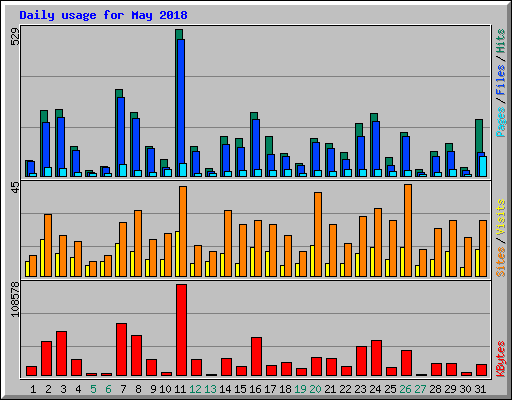 Daily usage for May 2018
529
Pages / Files / Hits
45
Sites / Visits
108578
KBytes
1 2 3 4 5 6 7 8 9 10 11 12 13 14 15 16 17 18 19 20 21 22 23 24 25 26 27 28 29 30 31